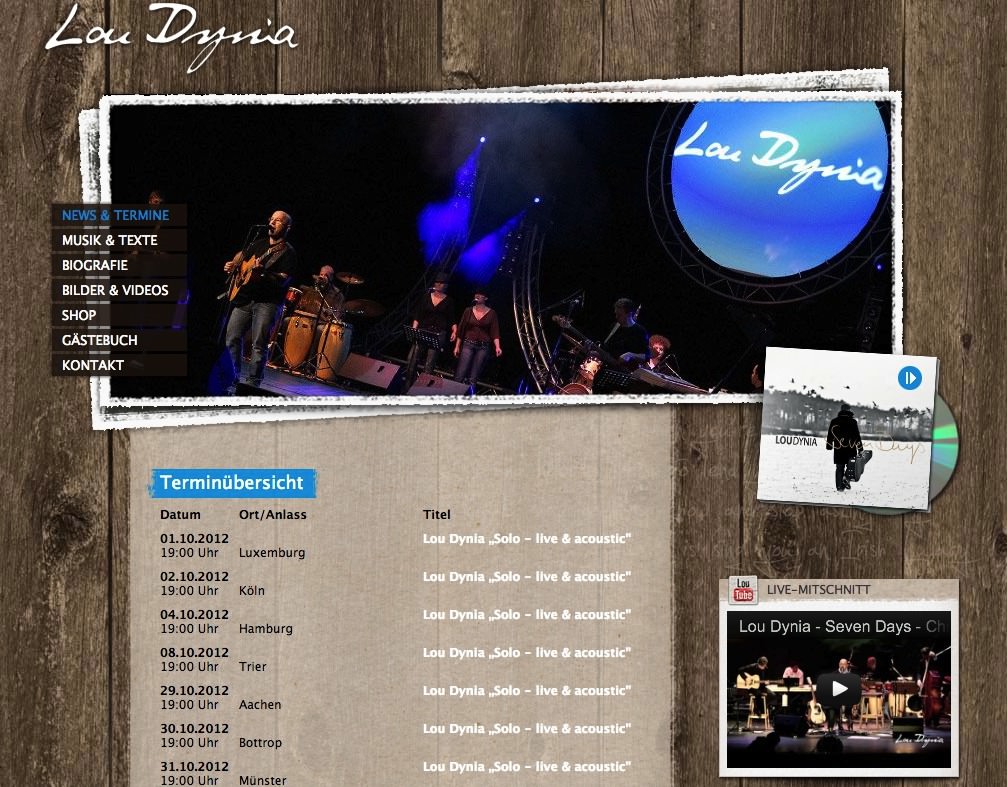 Lou Dynia
Lou Dynia
NEWS & TERMINE
MUSIK & TEXTE
BIOGRAFIE
BILDER & VIDEOS
SHOP
GÄSTEBUCH
KONTAKT
LOUDYNIA Seven Days
Terminübersicht
Datum Ort/Anlass Titel
01.10.2012 Lou Dynia „Solo - live & acoustic"
19:00 Uhr Luxemburg
02.10.2012 Lou Dynia „Solo - live & acoustic"
19:00 Uhr Köln
04.10.2012 Lou Dynia „Solo - live & acoustic"
19:00 Uhr Hamburg
08.10.2012 Lou Dynia „Solo - live & acoustic"
19:00 Uhr Trier
29.10.2012 Lou Dynia „Solo - live & acoustic"
19:00 Uhr Aachen
30.10.2012 Lou Dynia „Solo - live & acoustic"
19:00 Uhr Bottrop
31.10.2012 Lou Dynia „Solo - live & acoustic"
19:00 Uhr Münster
Lou Tube LIVE-MITSCHNITT
Lou Dynia - Seven Days - Ch
Lou Dynia